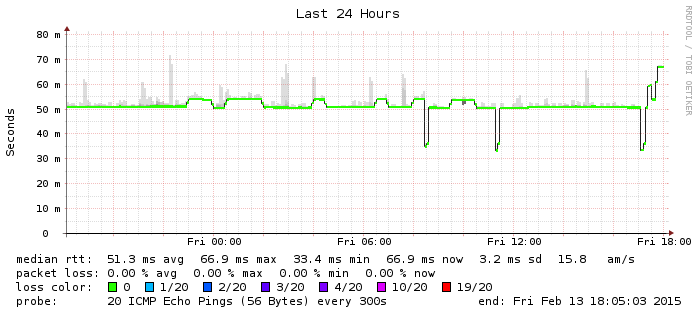 Last 24 Hours
RRDTOOL / TOBI OETIKER
Seconds
80 m
70 m
60 m
50 m
40 m
30 m
20 m
10 m
0
Fri 00:00 Fri 06:00 Fri 12:00 Fri 18:00
median rtt: 51.3 ms avg 66.9 ms max 33.4 ms min 66.9 ms now 3.2 ms sd 15.8 am/s
packet loss: 0.00 % avg 0.00 % max 0.00 % min 0.00 % now
loss color: 0 1/20 2/20 3/20 4/20 10/20 19/20
probe: 20 ICMP Echo Pings (56 Bytes) every 300s end: Fri Feb 13 18:05:03 2015